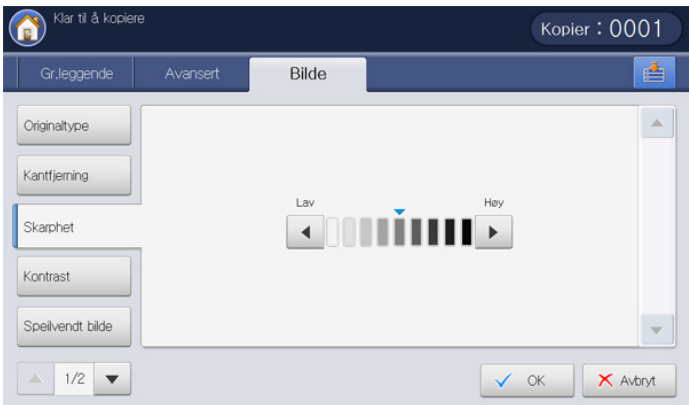 Klar til å kopiere
Kopier : 0001
Gr.leggende
Avansert
Bilde
Originaltype
Kantfjerning
Skarphet
Kontrast
Speilvendt bilde
Lav
Høy
1/2
OK
Avbryt